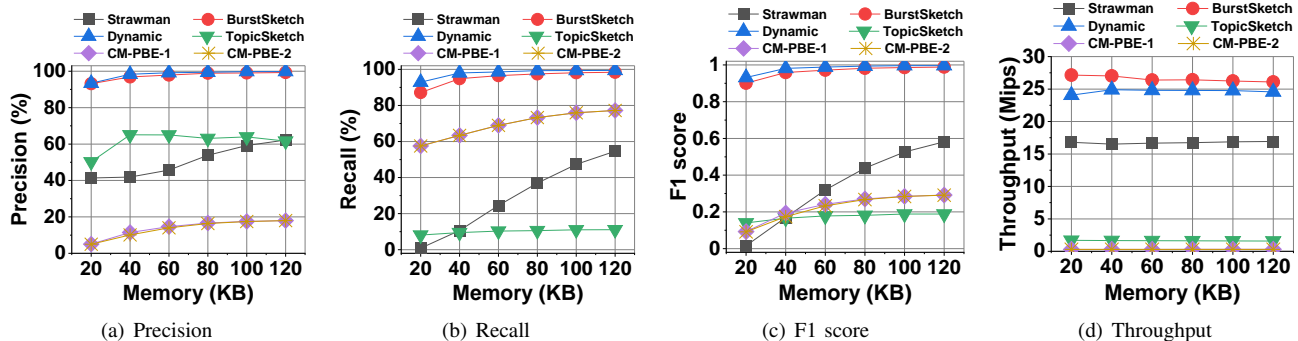 Strawman BurstSketch
Dynamic TopicSketch
CM-PBE-1 CM-PBE-2
Precision (%)
100
80
60
40
20
0
20 40 60 80 100 120
Memory (KB)
(a) Precision
Strawman BurstSketch
Dynamic TopicSketch
CM-PBE-1 CM-PBE-2
Recall (%)
100
80
60
40
20
0
20 40 60 80 100 120
Memory (KB)
(b) Recall
Strawman BurstSketch
Dynamic TopicSketch
CM-PBE-1 CM-PBE-2
F1 score
1
0.8
0.6
0.4
0.2
0
20 40 60 80 100 120
Memory (KB)
(c) F1 score
Strawman BurstSketch
Dynamic TopicSketch
CM-PBE-1 CM-PBE-2
Throughput (Mips)
30
25
20
15
10
5
0
20 40 60 80 100 120
Memory (KB)
(d) Throughput